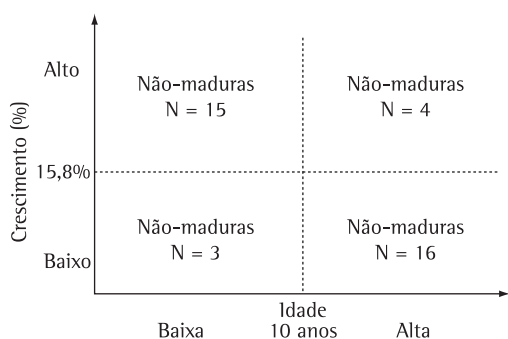 Crescimento (%)
Alto
15,8%
Baixo
Não-maduras
N = 15
Não-maduras
N = 4
Não-maduras
N = 3
Não-maduras
N = 16
Baixa
Idade
10 anos
Alta